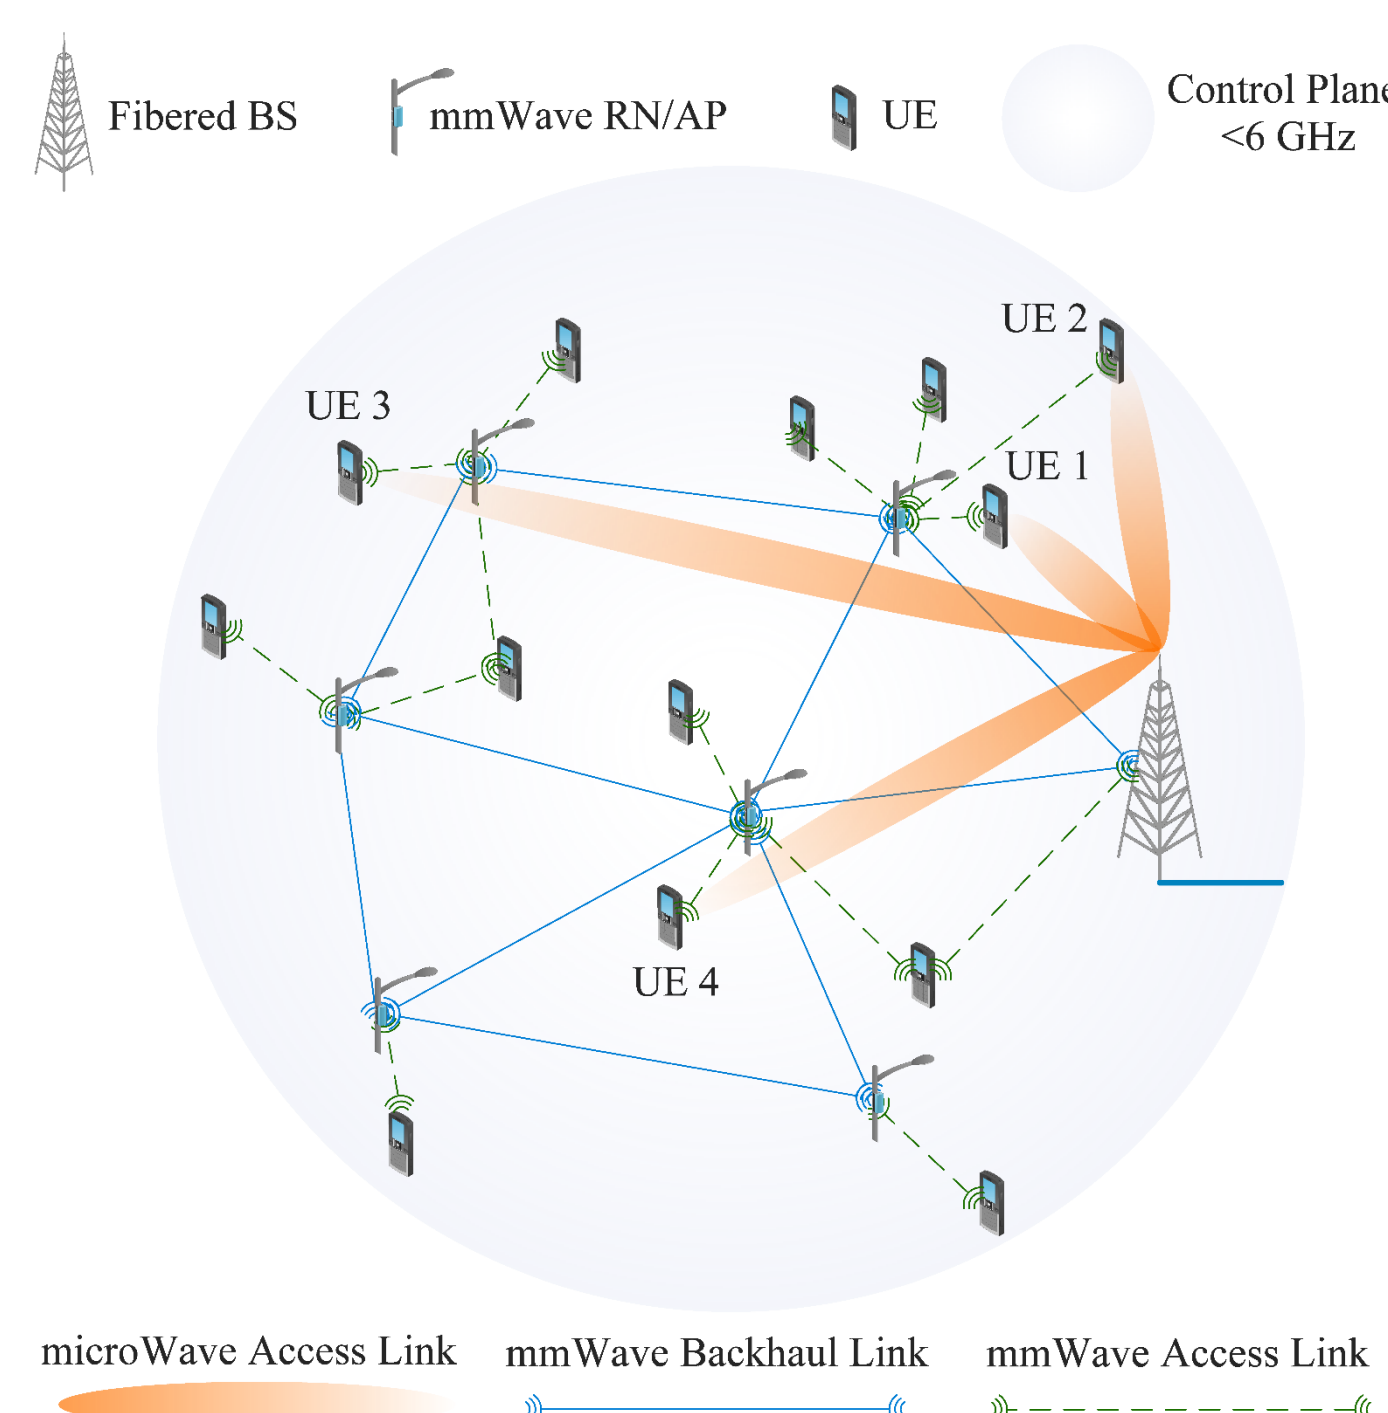 Fibered BS
mmWave RN/AP
UE
Control Plane
<6 GHz
UE 2
UE 3
UE 1
UE 4
microWave Access Link
mmWave Backhaul Link
mmWave Access Link